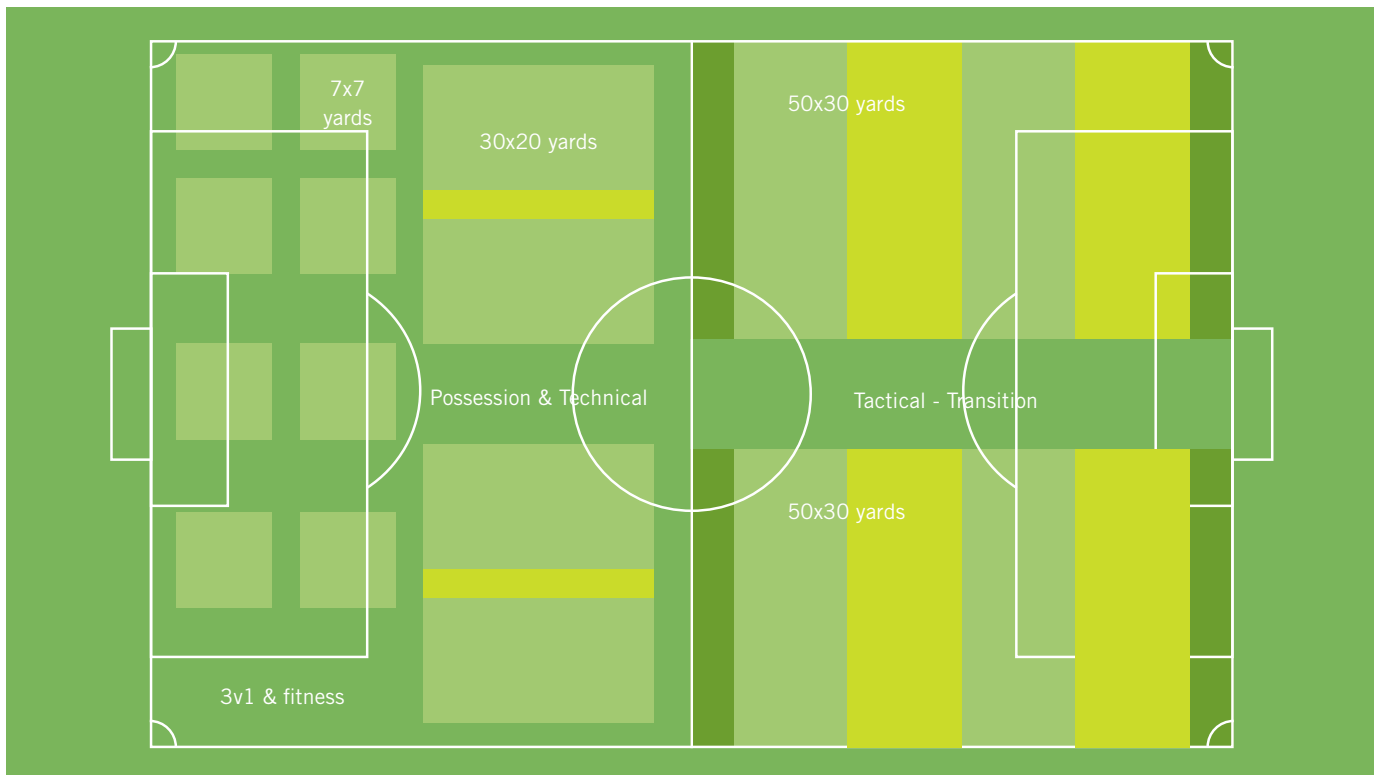 7x7
yards
30x20 yards
50x30 yards
Possession & Technical
Tactical - Transition
50x30 yards
3v1 & fitness